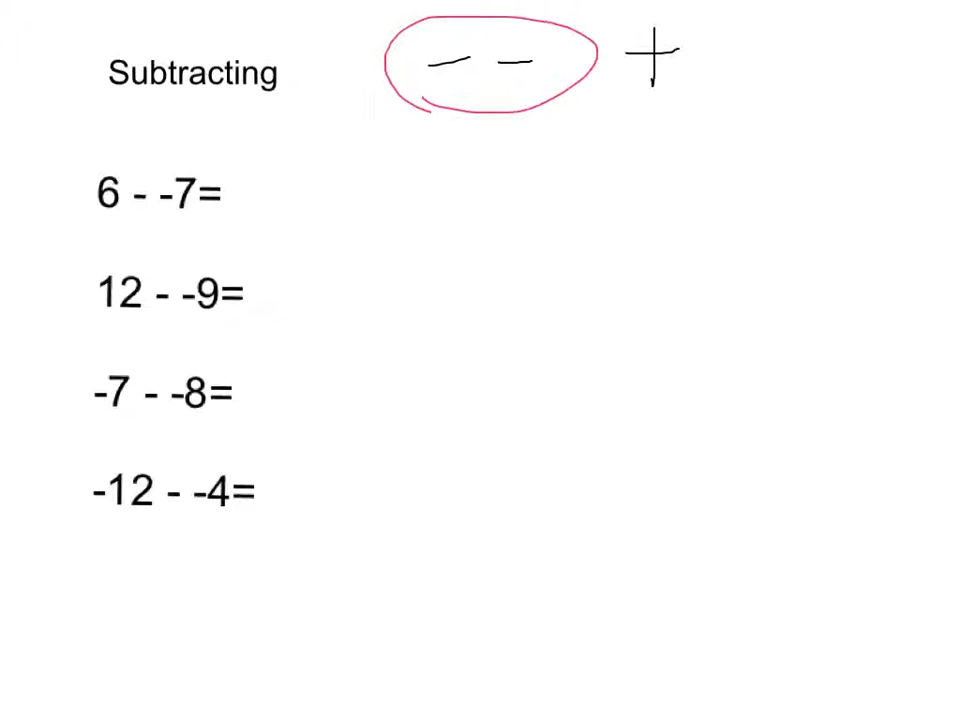 Subtracting - - +
6 - -7=
12 - -9=
-7 - -8=
-12 - -4=